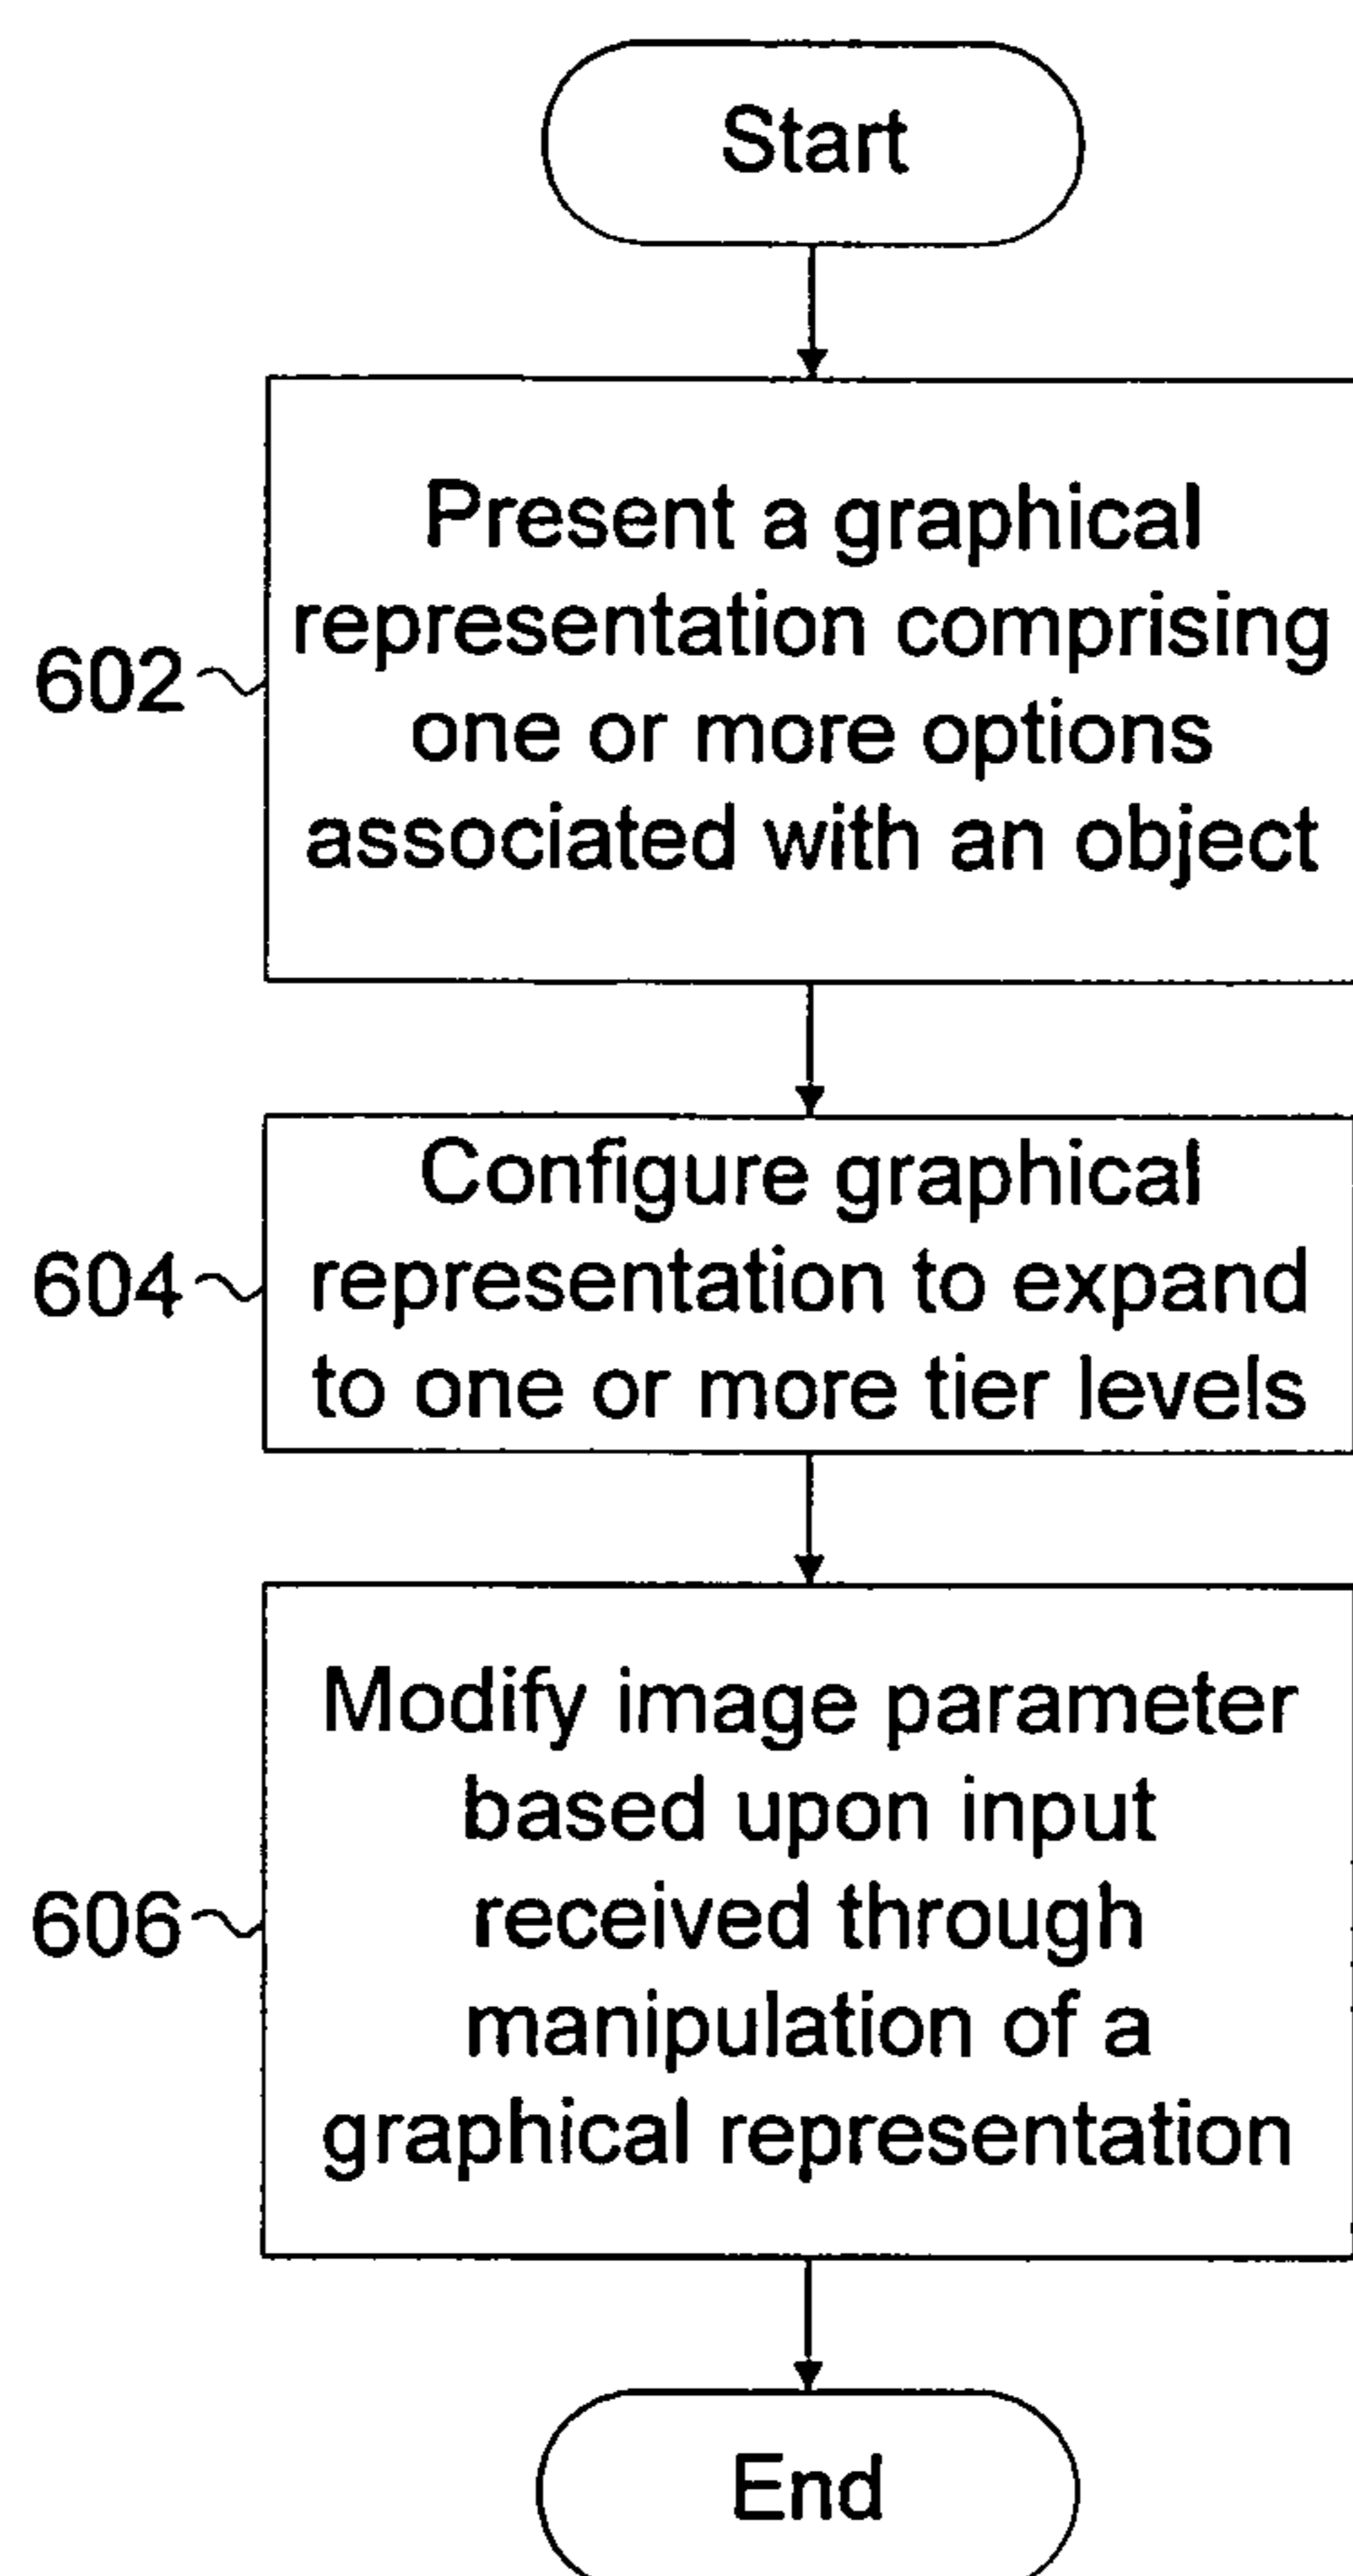 Start
Present a graphical
representation comprising
one or more options
associated with an object
602
Configure graphical
representation to expand
to one or more tier levels
604
Modify image parameter
based upon input
received through
manipulation of a
graphical representation
606
End